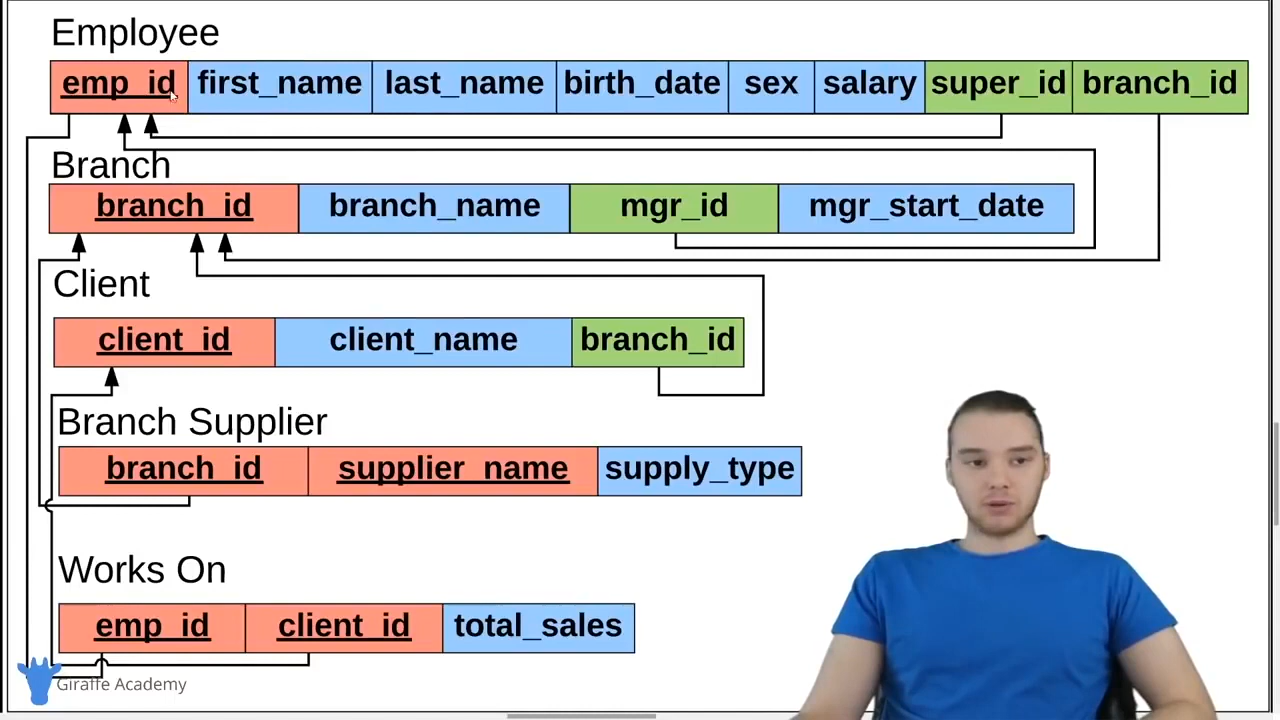 Employee
emp_id first_name last_name birth_date sex salary super_id branch_id
Branch
branch_id branch_name mgr_id mgr_start_date
Client
client_id client_name branch_id
Branch Supplier
branch_id supplier_name supply_type
Works On
emp_id client_id total_sales
Giraffe Academy